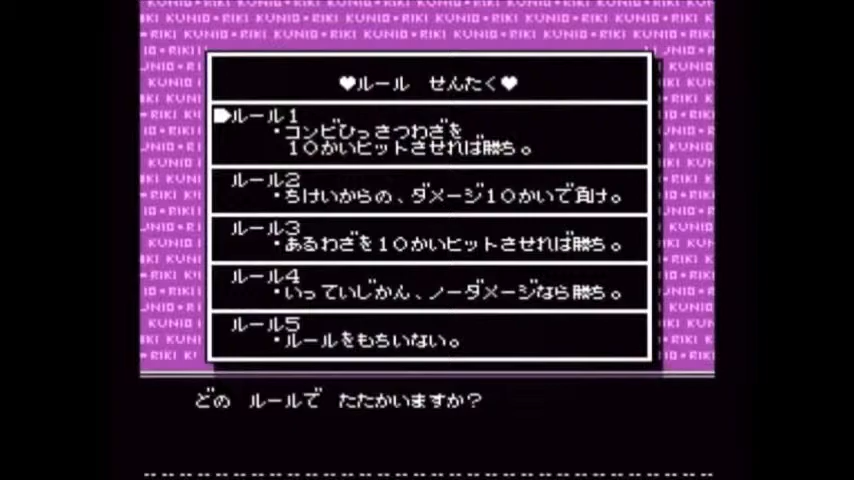 ♥ルール せんたく♥
ルール1
・コンビひっさつわざを
10かいヒットさせれば勝ち。
ルール2
・ちけいからの、ダメージ10かいで負け。
ルール3
・あるわざを10かいヒットさせれば勝ち。
ルール4
・いっていじかん、ノーダメージなら勝ち。
ルール5
・ルールをもちいない。
どの ルールで たたかいますか?